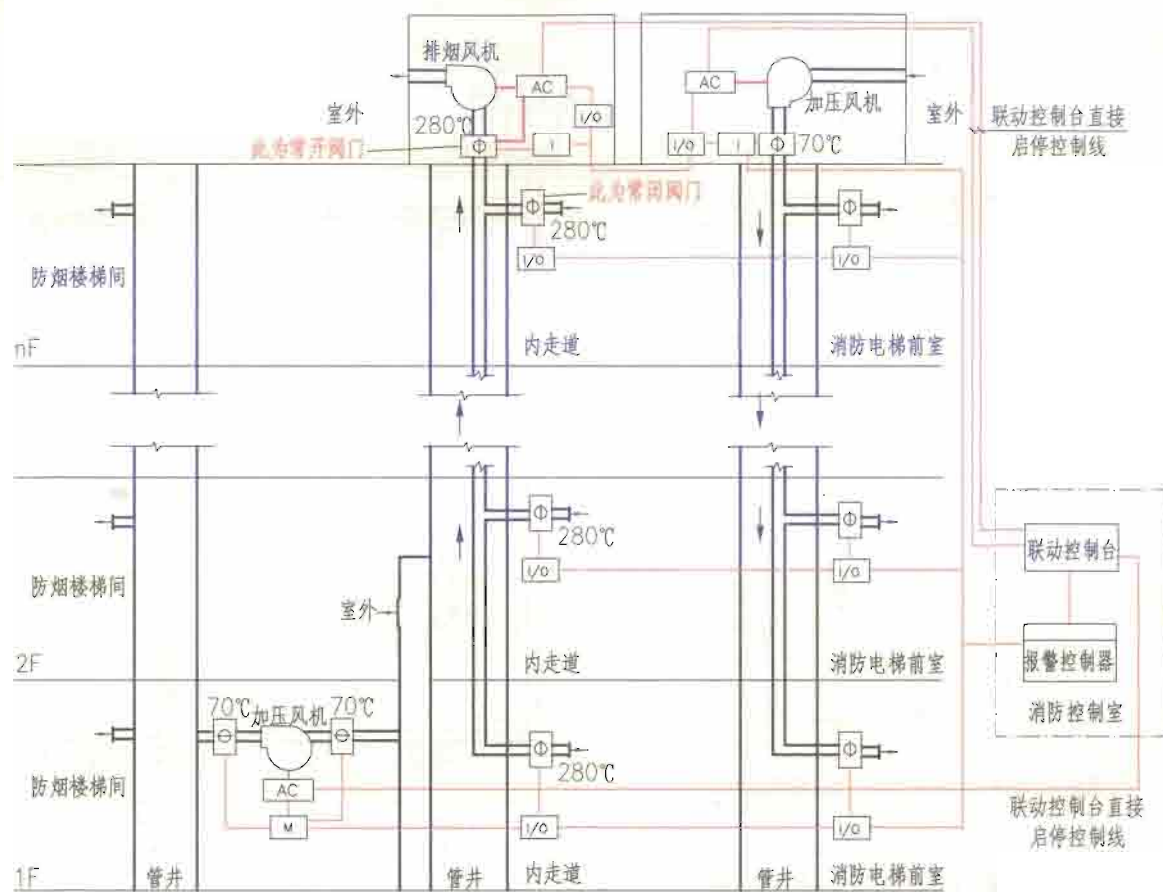 排烟风机
AC
AC
加压风机
室外
I/O
室外
联动控制台直接
启停控制线
280℃
此为常开阀门
I
I/O
I
70℃
此为常闭阀门
280℃
I/O
I/O
防烟楼梯间
nF
内走道
消防电梯前室
280℃
联动控制台
防烟楼梯间
I/O
I/O
室外
报警控制器
2F
内走道
消防电梯前室
消防控制室
70℃
加压风机
70℃
280℃
防烟楼梯间
AC
联动控制台直接
启停控制线
M
I/O
I/O
1F
管井
管井
内走道
管井
消防电梯前室